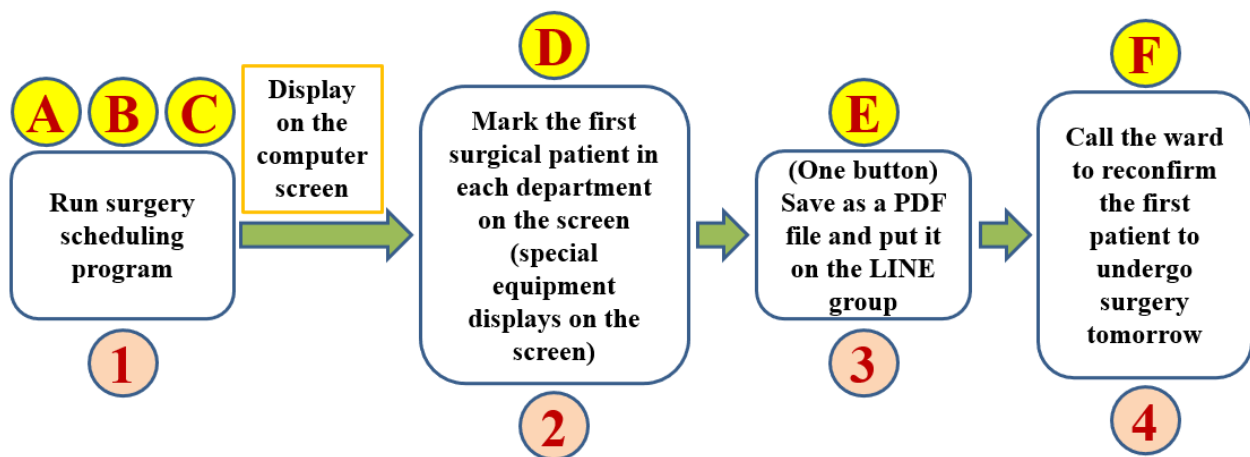 A B C
Run surgery
scheduling
program
1
Display
on the
computer
screen
D
Mark the first
surgical patient in
each department
on the screen
(special
equipment
displays on the
screen)
2
E
(One button)
Save as a PDF
file and put it
on the LINE
group
3
F
Call the ward
to reconfirm
the first
patient to
undergo
surgery
tomorrow
4